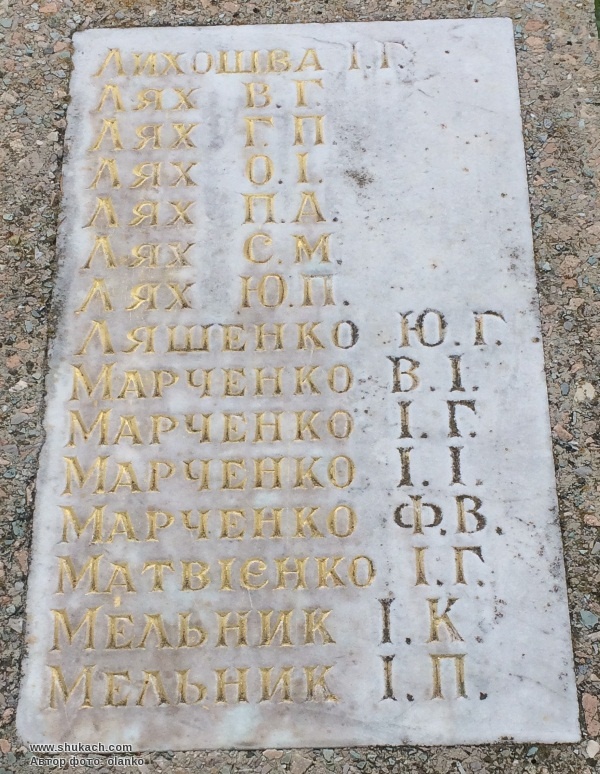 Лихошва І.Г.
Лях В.Г
Лях Г.П.
Лях О.І.
Лях П.А.
Лях С.М
Лях Ю.П.
Ляшенко Ю.Г.
Марченко В.І.
Марченко І.Г.
Марченко І.І.
Марченко Ф.В.
Матвієнко І.Г.
Мельник І.К
Мельник І.П.
www.shukach.com
Автор фото: olanko